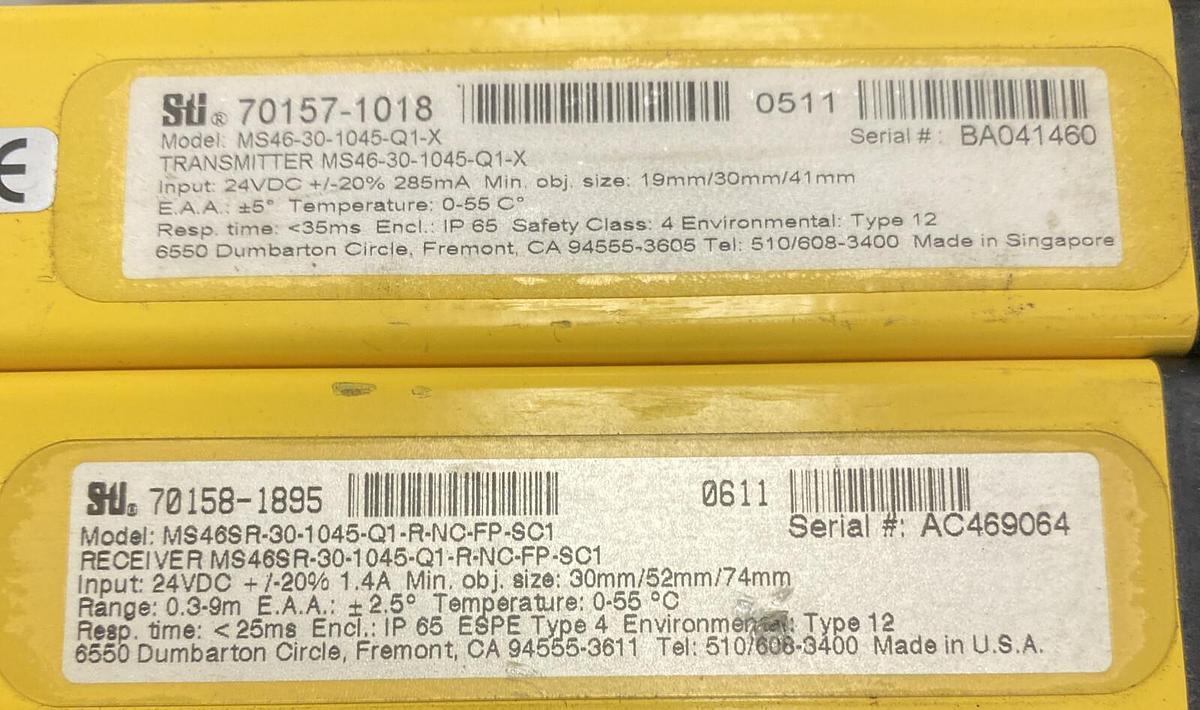 STI® 70157-1018 0511
Model: MS46-30-1045-Q1-X Serial #: BA041460
TRANSMITTER MS46-30-1045-Q1-X
Input: 24VDC +/-20% 285mA Min. obj. size: 19mm/30mm/41mm
E.A.A.: ±5° Temperature: 0-55 C°
Resp. time: <35ms Encl.: IP 65 Safety Class: 4 Environmental: Type 12
6550 Dumbarton Circle, Fremont, CA 94555-3605 Tel: 510/608-3400 Made in Singapore
CE
STI® 70158-1895 0611
Model: MS46SR-30-1045-Q1-R-NC-FP-SC1 Serial #: AC469064
RECEIVER MS46SR-30-1045-Q1-R-NC-FP-SC1
Input: 24VDC +/-20% 1.4A Min. obj. size: 30mm/52mm/74mm
Range: 0.3-9m E.A.A.: ±2.5° Temperature: 0-55 °C
Resp. time: <25ms Encl.: IP 65 ESPE Type 4 Environmental: Type 12
6550 Dumbarton Circle, Fremont, CA 94555-3611 Tel: 510/608-3400 Made in U.S.A.